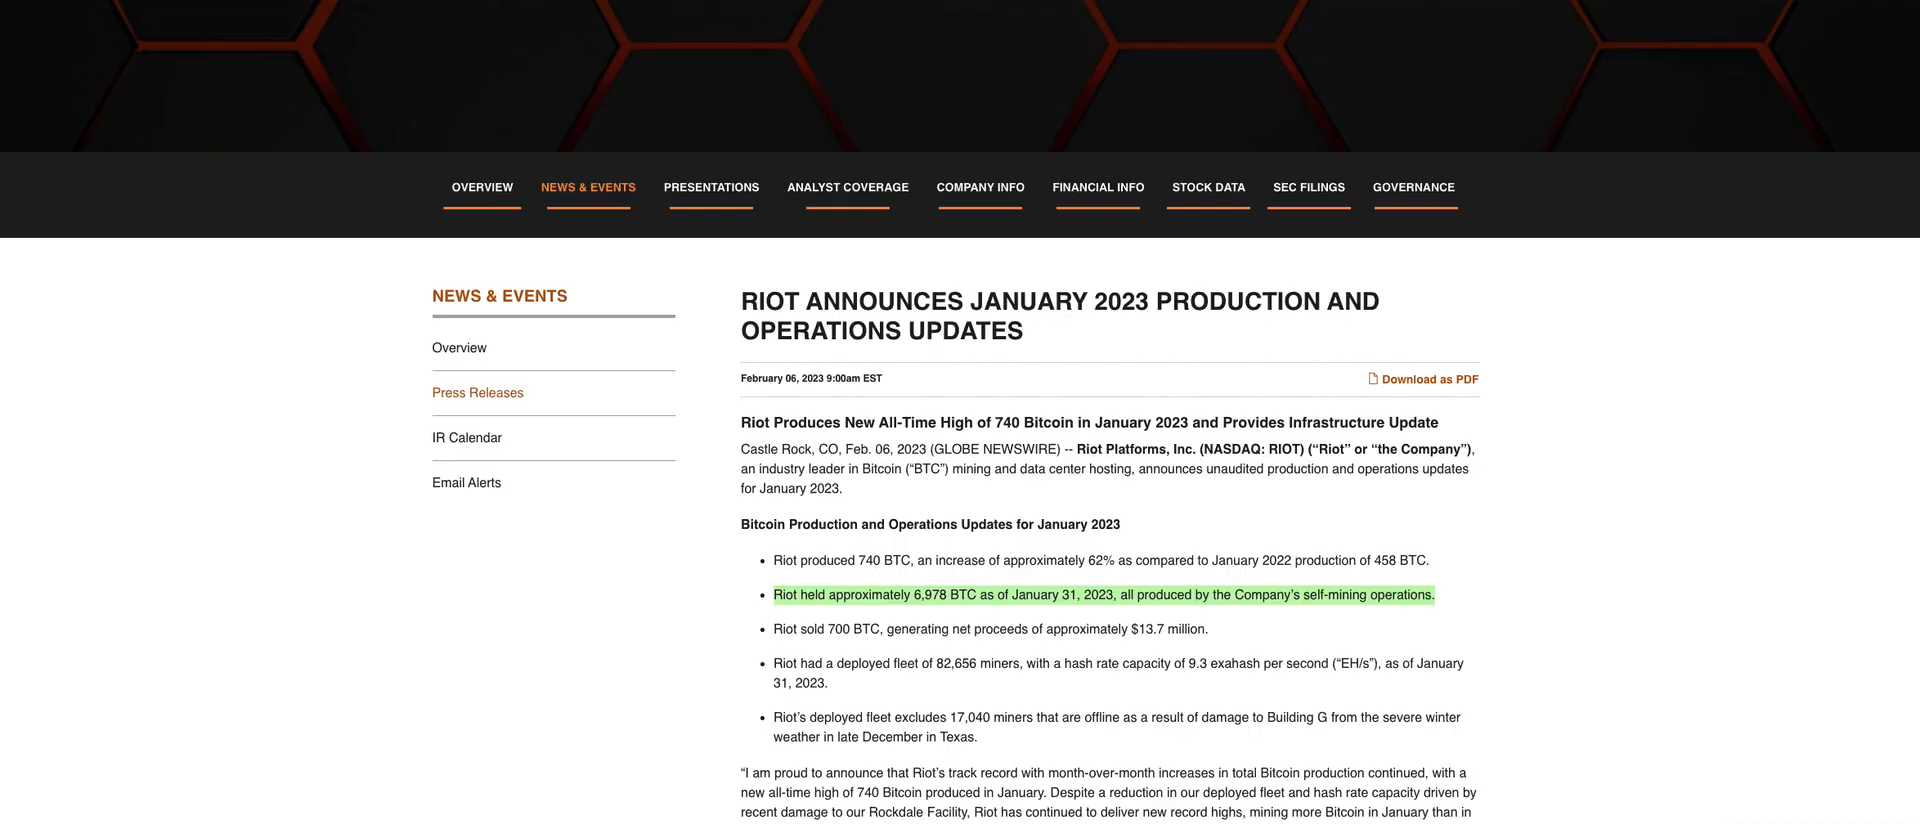 OVERVIEW NEWS & EVENTS PRESENTATIONS ANALYST COVERAGE COMPANY INFO FINANCIAL INFO STOCK DATA SEC FILINGS GOVERNANCE
NEWS & EVENTS
Overview
Press Releases
IR Calendar
Email Alerts
RIOT ANNOUNCES JANUARY 2023 PRODUCTION AND
OPERATIONS UPDATES
February 06, 2023 9:00am EST
Download as PDF
Riot Produces New All-Time High of 740 Bitcoin in January 2023 and Provides Infrastructure Update
Castle Rock, CO, Feb. 06, 2023 (GLOBE NEWSWIRE) -- Riot Platforms, Inc. (NASDAQ: RIOT) (“Riot” or “the Company”),
an industry leader in Bitcoin (“BTC”) mining and data center hosting, announces unaudited production and operations updates
for January 2023.
Bitcoin Production and Operations Updates for January 2023
• Riot produced 740 BTC, an increase of approximately 62% as compared to January 2022 production of 458 BTC.
• Riot held approximately 6,978 BTC as of January 31, 2023, all produced by the Company’s self-mining operations.
• Riot sold 700 BTC, generating net proceeds of approximately $13.7 million.
• Riot had a deployed fleet of 82,656 miners, with a hash rate capacity of 9.3 exahash per second (“EH/s”), as of January
31, 2023.
• Riot’s deployed fleet excludes 17,040 miners that are offline as a result of damage to Building G from the severe winter
weather in late December in Texas.
“I am proud to announce that Riot’s track record with month-over-month increases in total Bitcoin production continued, with a
new all-time high of 740 Bitcoin produced in January. Despite a reduction in our deployed fleet and hash rate capacity driven by
recent damage to our Rockdale Facility, Riot has continued to deliver new record highs, mining more Bitcoin in January than in